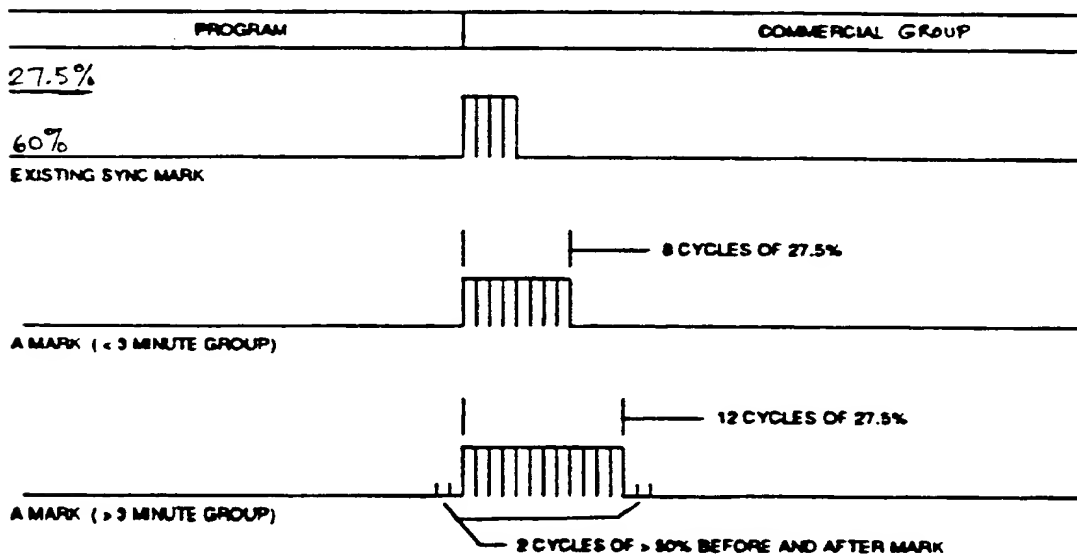 PROGRAM
COMMERCIAL GROUP
27.5%
60%
EXISTING SYNC MARK
8 CYCLES OF 27.5%
A MARK ( < 3 MINUTE GROUP)
12 CYCLES OF 27.5%
A MARK ( > 3 MINUTE GROUP)
2 CYCLES OF > 80% BEFORE AND AFTER MARK